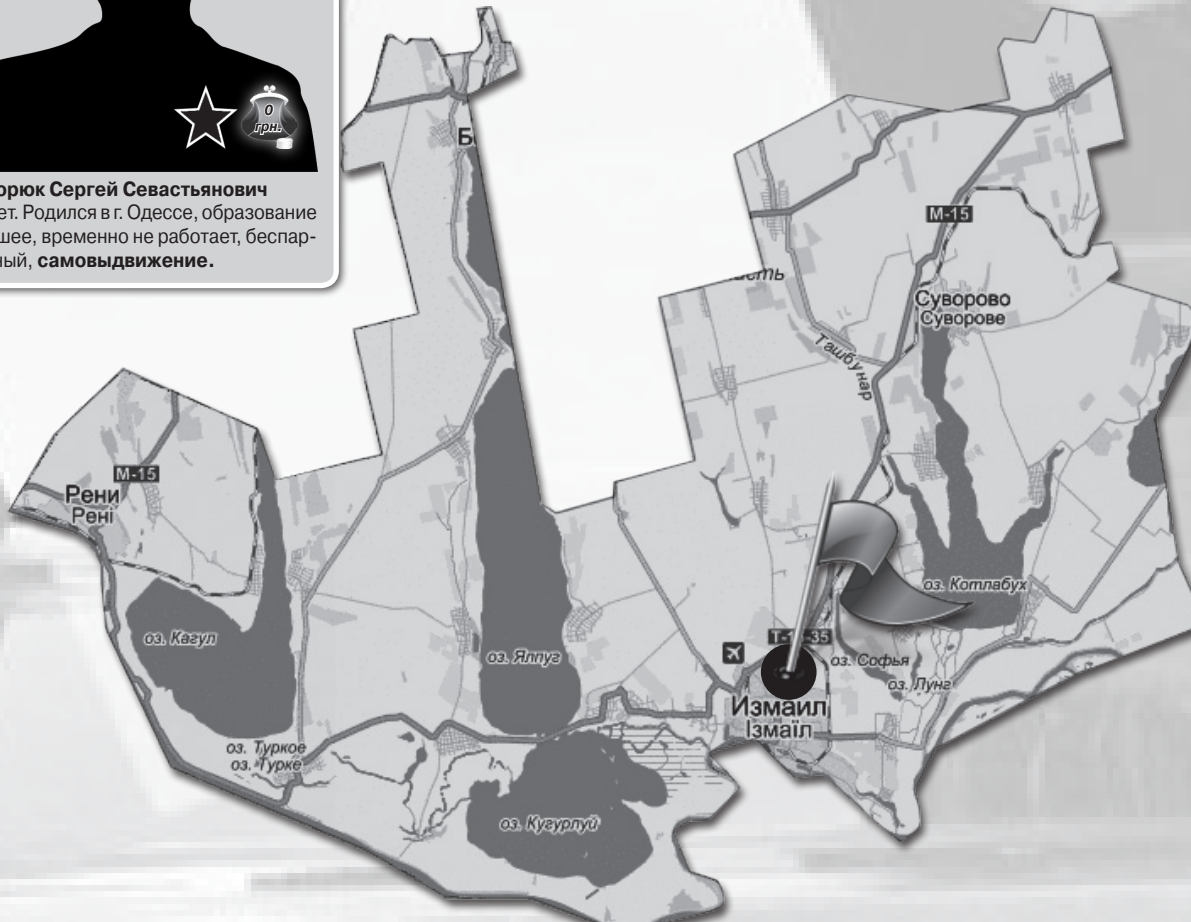 0
грн.
орюк Сергей Севастьянович
ет. Родился в г. Одессе, образование
шее, временно не работает, беспар-
ный, самовыдвижение.
Б
М-15
Суворово
Суворове
Ташбунар
М-15
Рени
Рені
оз. Котлабух
оз. Кагул
оз. Ялпуг
оз. Софья
оз. Лунг
Измаил
Ізмаїл
оз. Туркое
оз. Турке
оз. Кугурлуй